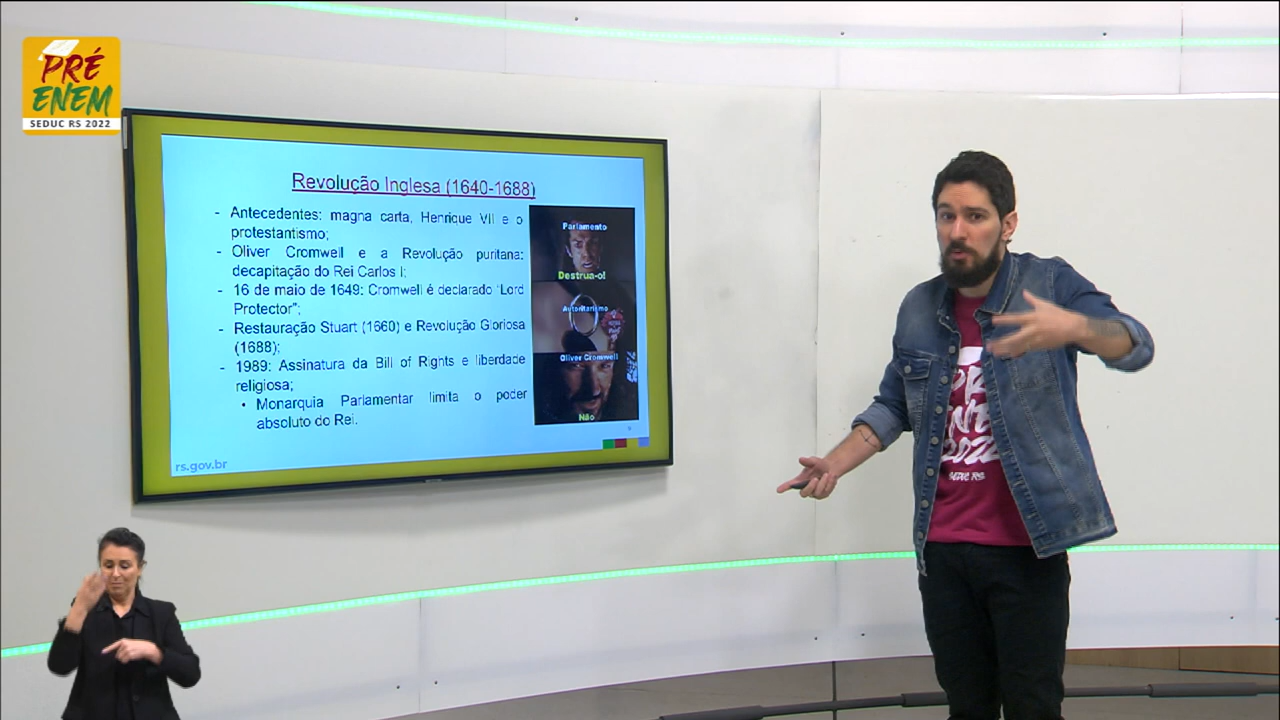 PRÉ
ENEM
SEDUC RS 2022
Revolução Inglesa (1640-1688)
- Antecedentes: magna carta, Henrique VII e o
protestantismo;
- Oliver Cromwell e a Revolução puritana:
decapitação do Rei Carlos I;
- 16 de maio de 1649: Cromwell é declarado “Lord
Protector”;
- Restauração Stuart (1660) e Revolução Gloriosa
(1688);
- 1989: Assinatura da Bill of Rights e liberdade
religiosa;
• Monarquia Parlamentar limita o poder
absoluto do Rei.
Parlamento
Destrua-o!
Autoritarismo
Oliver Cromwell
Não
rs.gov.br
2022
SEDUC RS